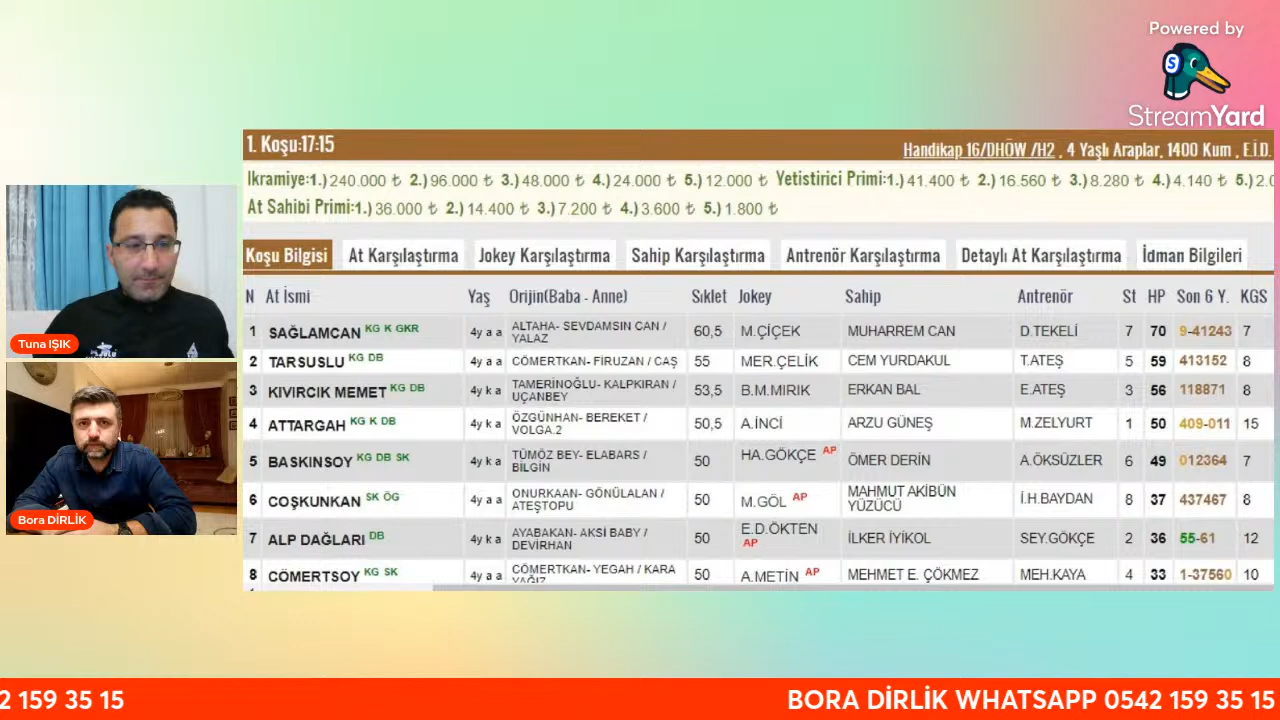 Powered by
S
StreamYard
1. Koşu:17:15
Handikap 16/DHÖW /H2 , 4 Yaşlı Araplar, 1400 Kum , E.İ.D.
Ikramiye:1.) 240.000 ₺ 2.) 96.000 ₺ 3.) 48.000 ₺ 4.) 24.000 ₺ 5.) 12.000 ₺ Yetistirici Primi:1.) 41.400 ₺ 2.) 16.560 ₺ 3.) 8.280 ₺ 4.) 4.140 ₺ 5.) 2.0
At Sahibi Primi:1.) 36.000 ₺ 2.) 14.400 ₺ 3.) 7.200 ₺ 4.) 3.600 ₺ 5.) 1.800 ₺
Koşu Bilgisi At Karşılaştırma Jokey Karşılaştırma Sahip Karşılaştırma Antrenör Karşılaştırma Detaylı At Karşılaştırma İdman Bilgileri
N At İsmi Yaş Orijin(Baba - Anne) Sıklet Jokey Sahip Antrenör St HP Son 6 Y. KGS
1 SAĞLAMCAN KG K GKR 4y a a ALTAHA- SEVDAMSIN CAN / YALAZ 60,5 M.ÇİÇEK MUHARREM CAN D.TEKELİ 7 70 9-41243 7
2 TARSUSLU KG DB 4y a a CÖMERTKAN- FİRUZAN / CAŞ 55 MER.ÇELİK CEM YURDAKUL T.ATEŞ 5 59 413152 8
3 KIVIRCIK MEMET KG DB 4y k a TAMERİNOĞLU- KALPKIRAN / UÇANBEY 53,5 B.M.MIRIK ERKAN BAL E.ATEŞ 3 56 118871 8
4 ATTARGAH KG K DB 4y k a ÖZGÜNHAN- BEREKET / VOLGA.2 50,5 A.İNCİ ARZU GÜNEŞ M.ZELYURT 1 50 409-011 15
5 BASKINSOY KG DB SK 4y k a TÜMÖZ BEY- ELABARS / BİLGİN 50 HA.GÖKÇE AP ÖMER DERİN A.ÖKSÜZLER 6 49 012364 7
6 COŞKUNKAN SK ÖG 4y a a ONURKAAN- GÖNÜLALAN / ATEŞTOPU 50 M.GÖL AP MAHMUT AKİBÜN YÜZÜCÜ İ.H.BAYDAN 8 37 437467 8
7 ALP DAĞLARI DB 4y k a AYABAKAN- AKSİ BABY / DEVİRHAN 50 E.D.ÖKTEN AP İLKER İYİKOL SEY.GÖKÇE 2 36 55-61 12
8 CÖMERTSOY KG SK 4y a a CÖMERTKAN- YEGAH / KARA YAĞIZ 50 A.METİN AP MEHMET E. ÇÖKMEZ MEH.KAYA 4 33 1-37560 10
Tuna IŞIK
Bora DİRLİK
2 159 35 15
BORA DİRLİK WHATSAPP 0542 159 35 15